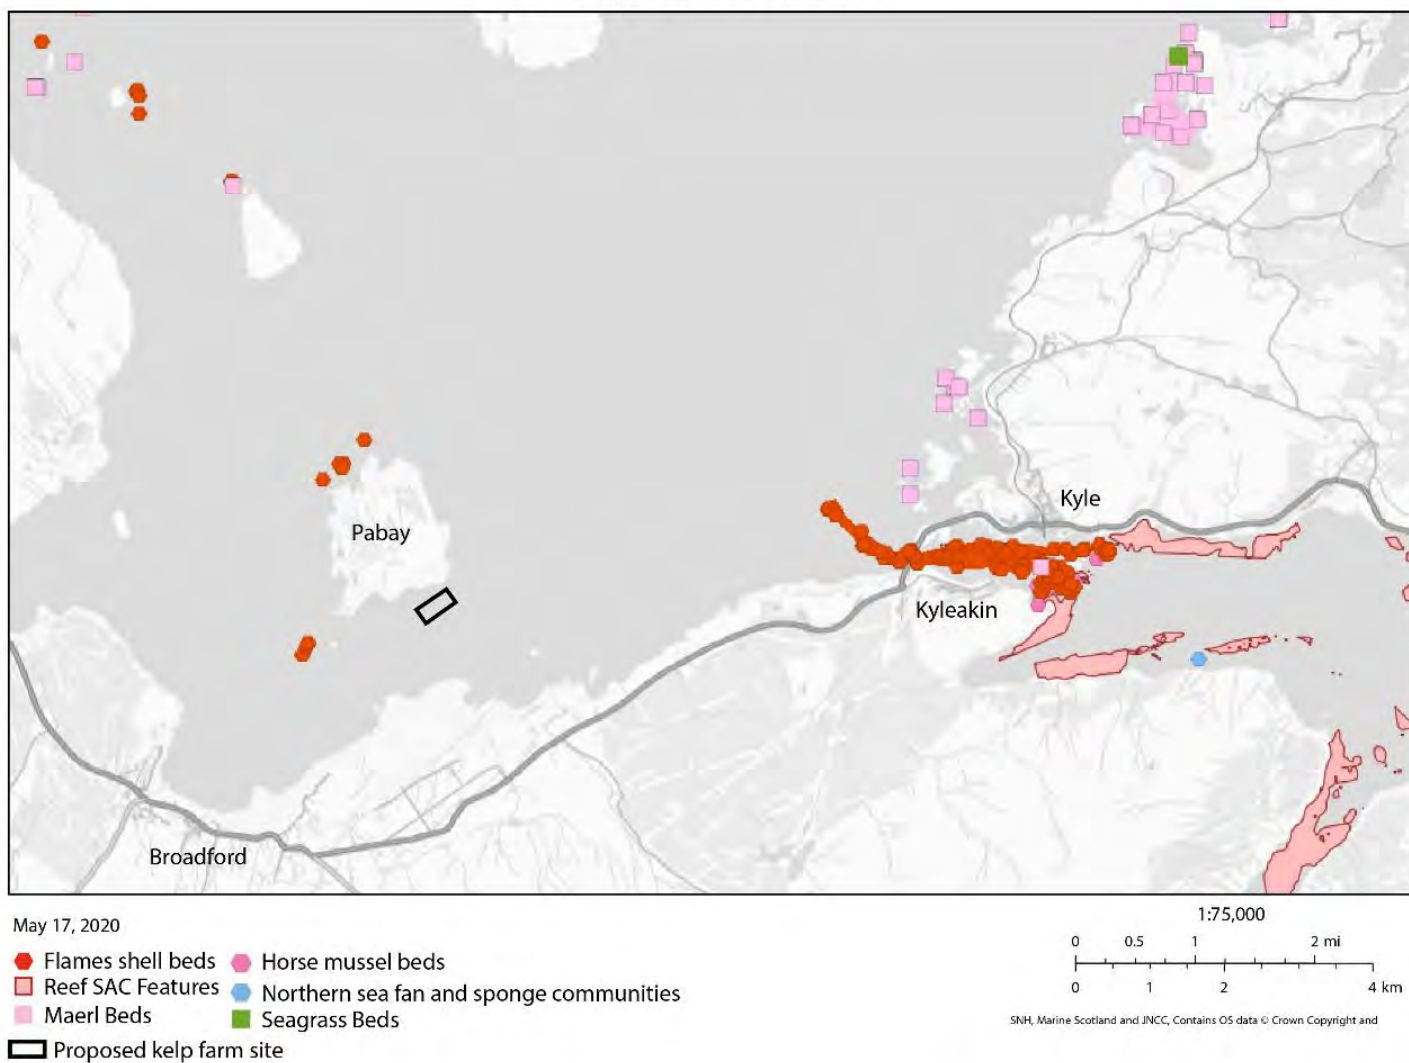 Kyle
Pabay
Kyleakin
Broadford
May 17, 2020
1:75,000
0 0.5 1 2 mi
0 1 2 4 km
Flames shell beds
Horse mussel beds
Reef SAC Features
Northern sea fan and sponge communities
Maerl Beds
Seagrass Beds
Proposed kelp farm site
SNH, Marine Scotland and JNCC, Contains OS data © Crown Copyright and